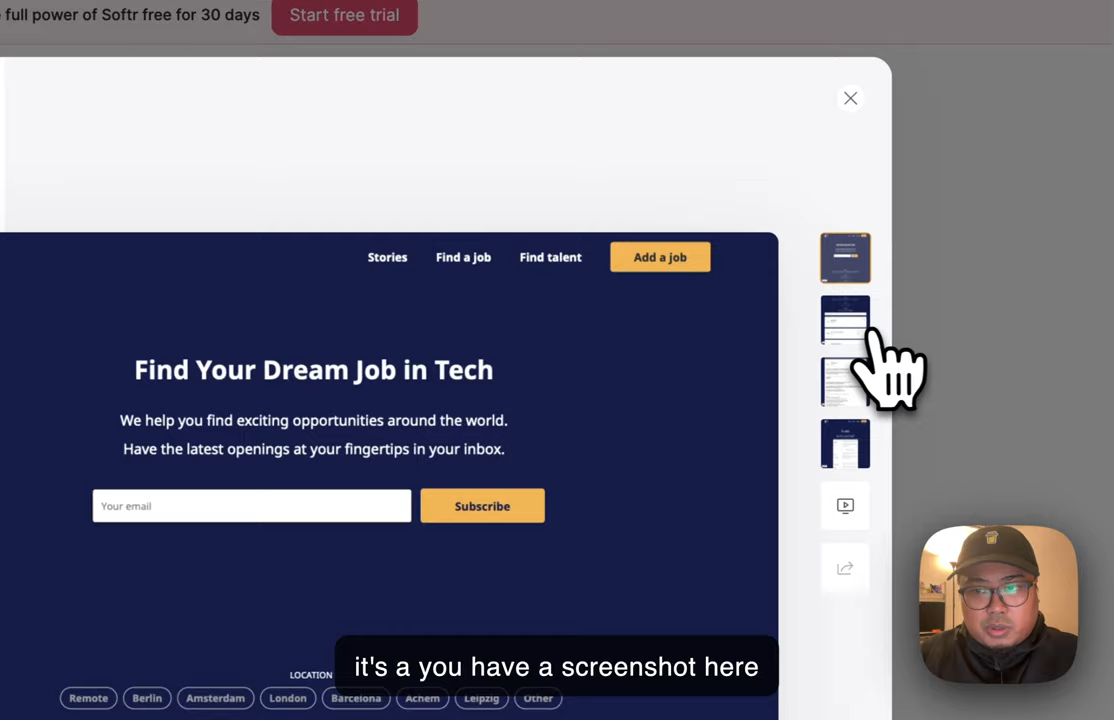 full power of Softr free for 30 days
Start free trial
Stories
Find a job
Find talent
Add a job
Find Your Dream Job in Tech
We help you find exciting opportunities around the world.
Have the latest openings at your fingertips in your inbox.
Your email
Subscribe
it's a you have a screenshot here
LOCATION
Remote
Berlin
Amsterdam
London
Barcelona
Achem
Leipzig
Other